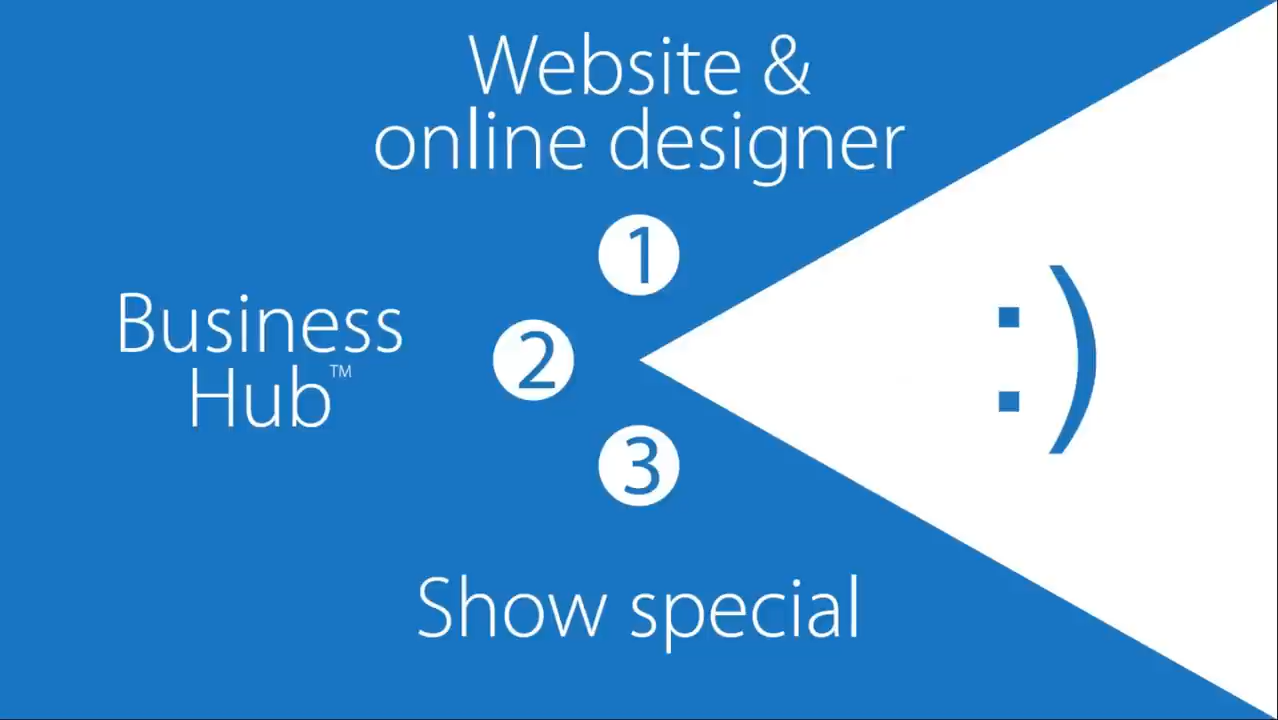 Website &
online designer
1
Business
Hub™
2
:)
3
Show special